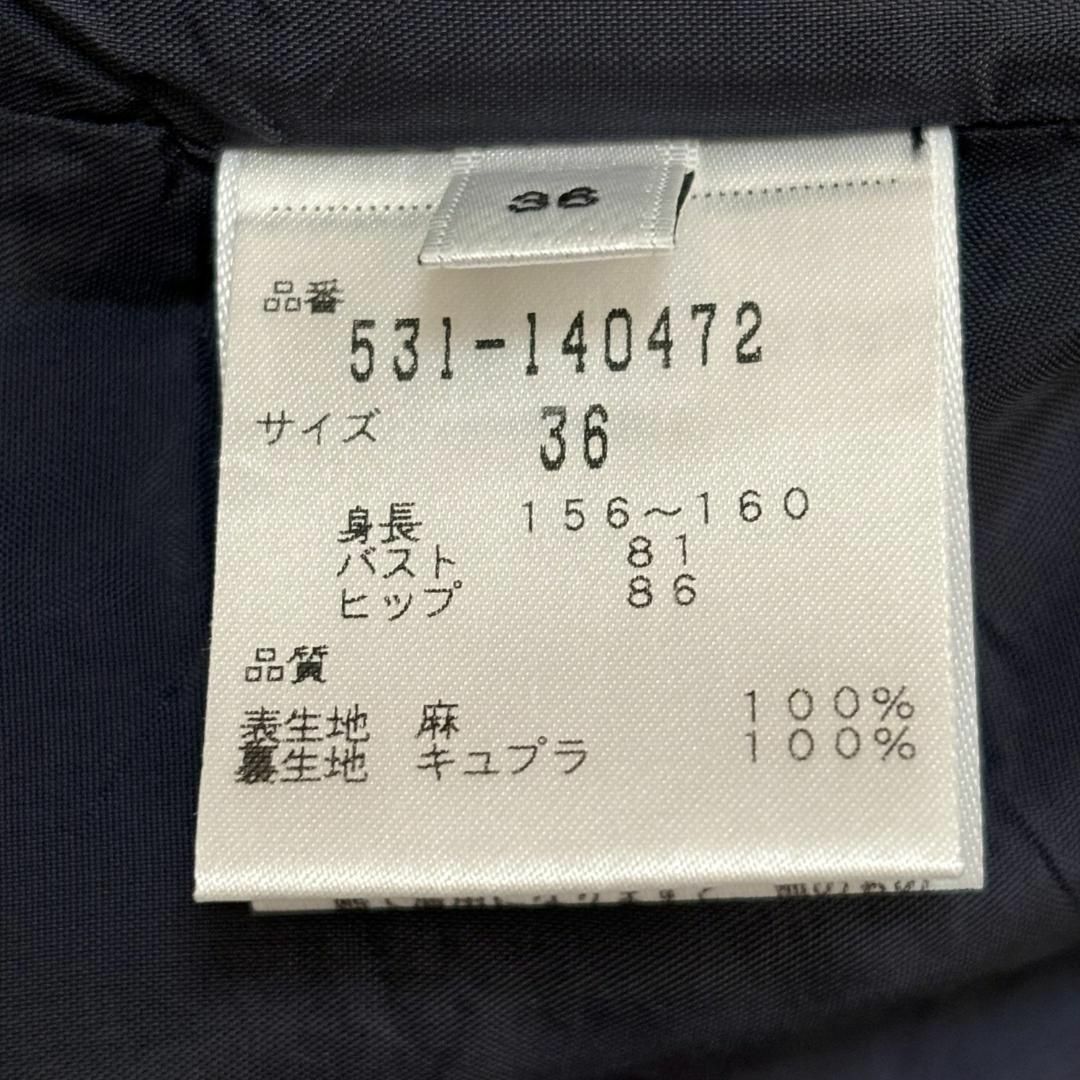 36
品番
531-140472
サイズ 36
身長 156～160
バスト 81
ヒップ 86
品質
表生地 麻 100%
裏生地 キュプラ 100%